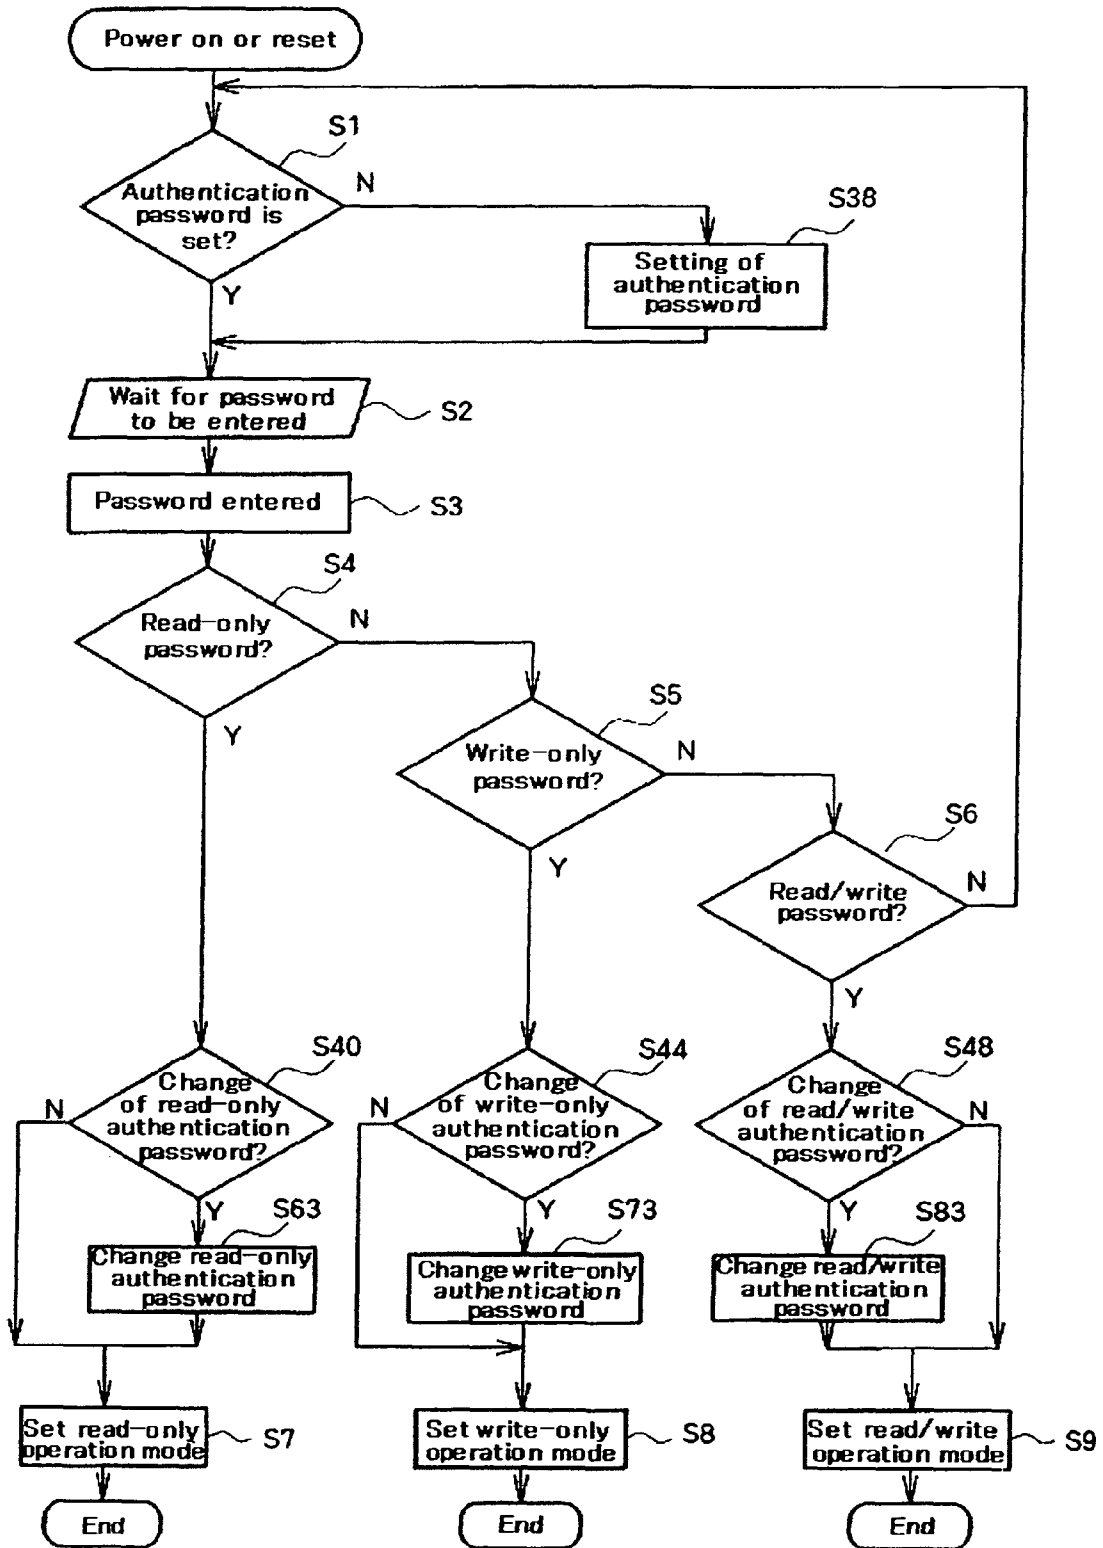 Power on or reset
S1
Authentication
password is
set?
N
Y
S38
Setting of
authentication
password
Wait for password
to be entered
S2
Password entered
S3
S4
Read-only
password?
N
Y
S5
Write-only
password?
N
Y
S6
Read/write
password?
N
Y
S40
Change
of read-only
authentication
password?
N
Y
S44
Change
of write-only
authentication
password?
N
Y
S48
Change
of read/write
authentication
password?
N
Y
S63
Change read-only
authentication
password
S73
Change write-only
authentication
password
S83
Change read/write
authentication
password
Set read-only
operation mode
S7
Set write-only
operation mode
S8
Set read/write
operation mode
S9
End
End
End